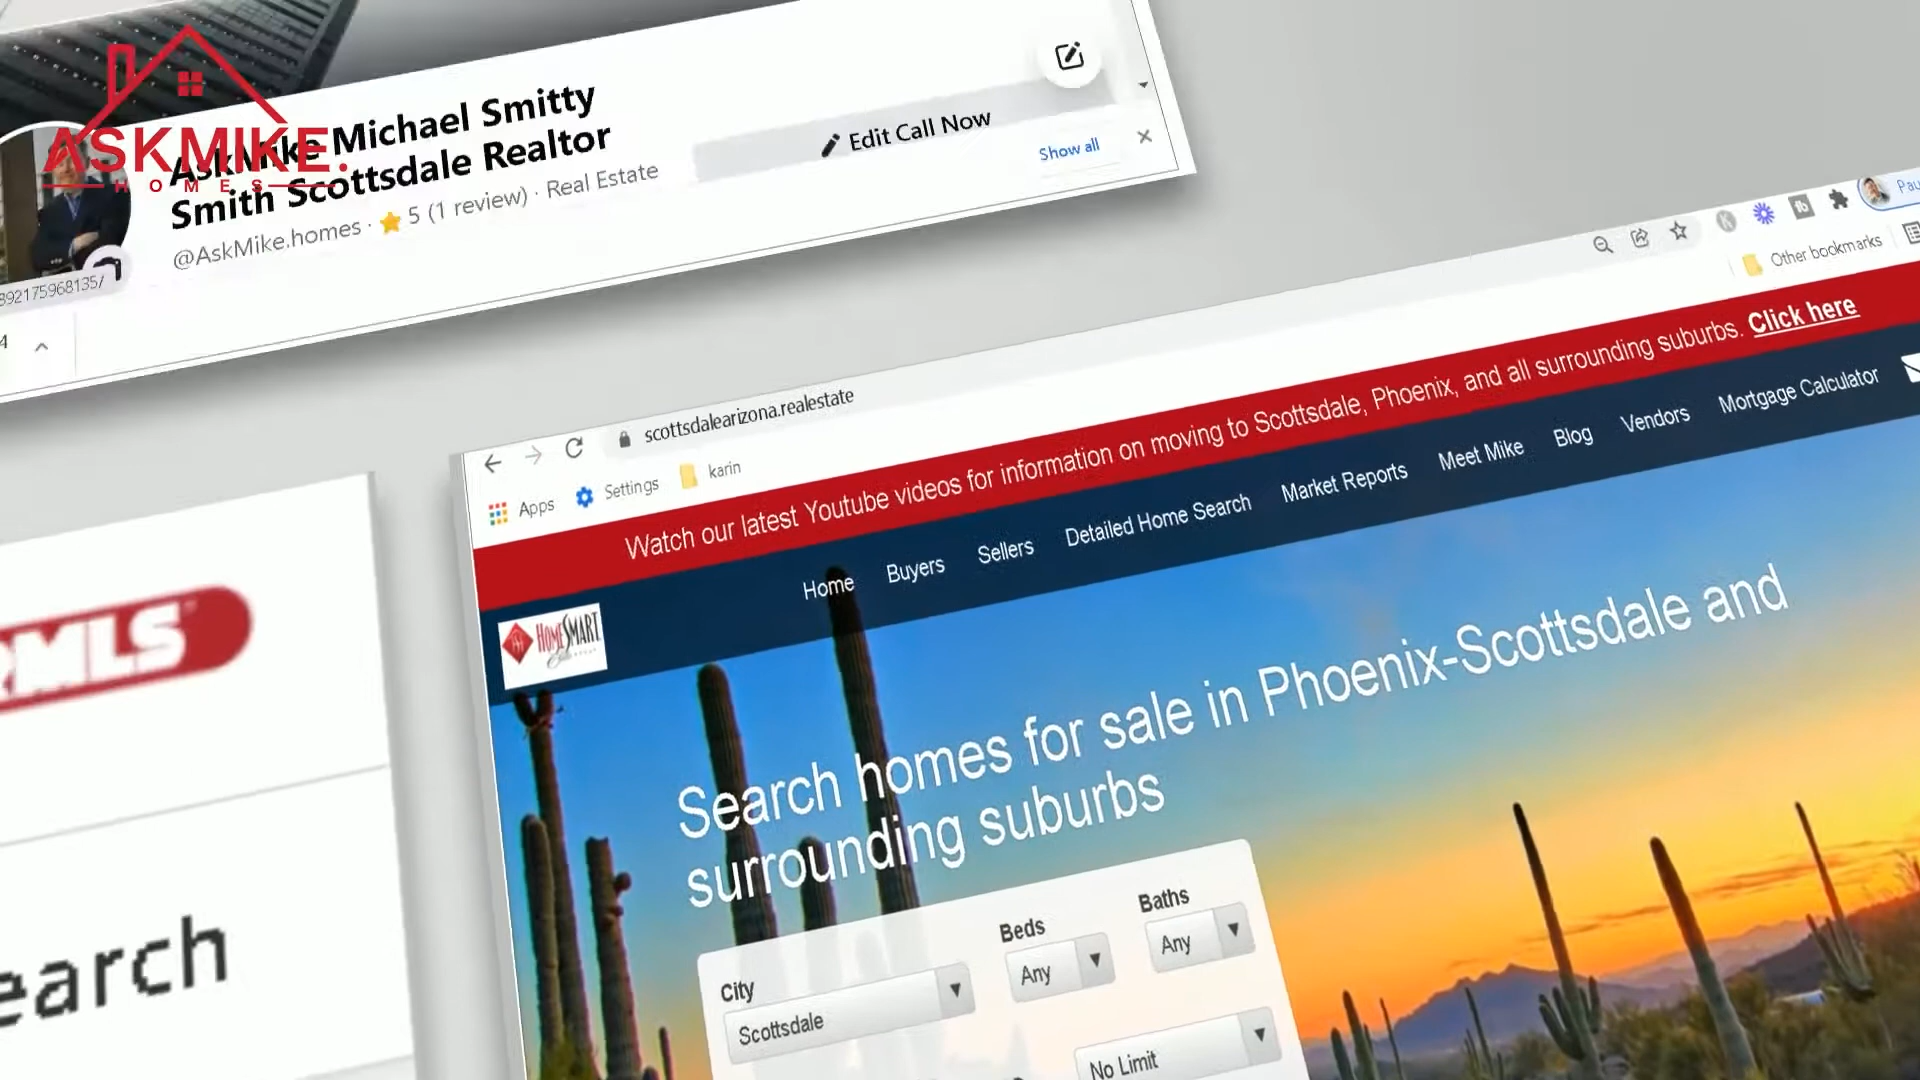 ASKMIKE.
HOMES
AskMike Michael Smitty
Smith Scottsdale Realtor
@AskMike.homes · 5 (1 review) · Real Estate
Edit Call Now
Show all
892175968135/
4
Other bookmarks
scottsdalearizona.realestate
Apps
Settings
karin
Watch our latest Youtube videos for information on moving to Scottsdale, Phoenix, and all surrounding suburbs. Click here
Home Buyers Sellers Detailed Home Search Market Reports Meet Mike Blog Vendors Mortgage Calculator
HOMESMART
RMLS
earch
Search homes for sale in Phoenix-Scottsdale and
surrounding suburbs
City Beds Baths
Scottsdale Any Any
No Limit